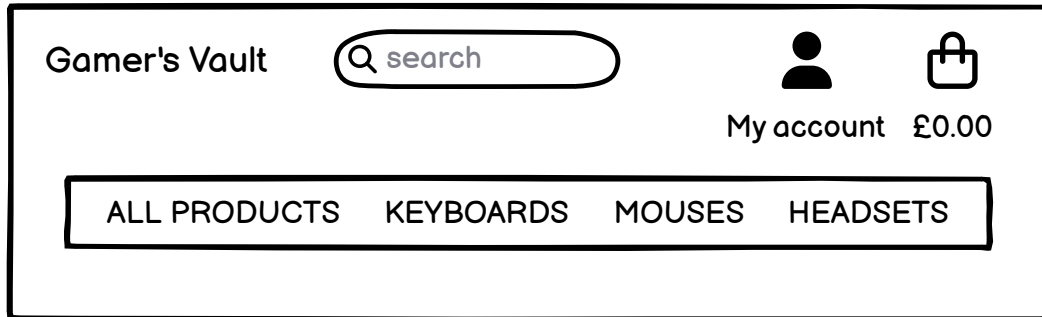 Gamer's Vault
search
My account £0.00
ALL PRODUCTS KEYBOARDS MOUSES HEADSETS